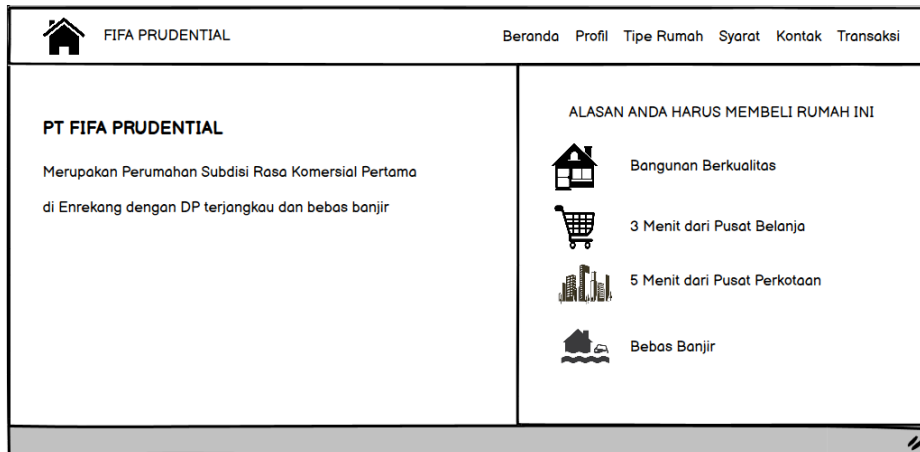 FIFA PRUDENTIAL
Beranda Profil Tipe Rumah Syarat Kontak Transaksi
PT FIFA PRUDENTIAL
Merupakan Perumahan Subdisi Rasa Komersial Pertama
di Enrekang dengan DP terjangkau dan bebas banjir
ALASAN ANDA HARUS MEMBELI RUMAH INI
Bangunan Berkualitas
3 Menit dari Pusat Belanja
5 Menit dari Pusat Perkotaan
Bebas Banjir